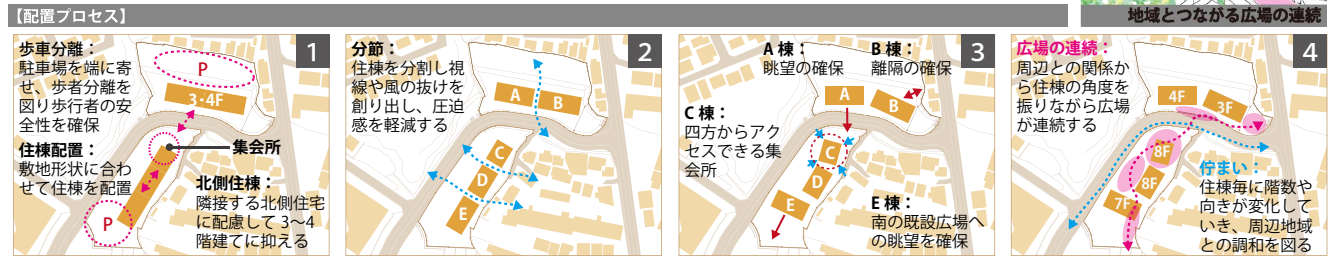 【配置プロセス】
地域とつながる広場の連続
1
歩車分離：
駐車場を端に寄
せ、歩者分離を
図り歩行者の安
全性を確保
住棟配置：
敷地形状に合わ
せて住棟を配置
P
3・4F
集会所
北側住棟：
隣接する北側住宅
に配慮して 3～4
階建てに抑える
P
2
分節：
住棟を分割し視
線や風の抜けを
創り出し、圧迫
感を軽減する
A
B
C
D
E
3
A 棟：
眺望の確保
B 棟：
離隔の確保
C 棟：
四方からアク
セスできる集
会所
A
B
C
D
E
E 棟：
南の既設広場へ
の眺望を確保
4
広場の連続：
周辺との関係か
ら住棟の角度を
振りながら広場
が連続する
4F
3F
8F
8F
7F
佇まい：
住棟毎に階数や
向きが変化して
いき、周辺地域
との調和を図る